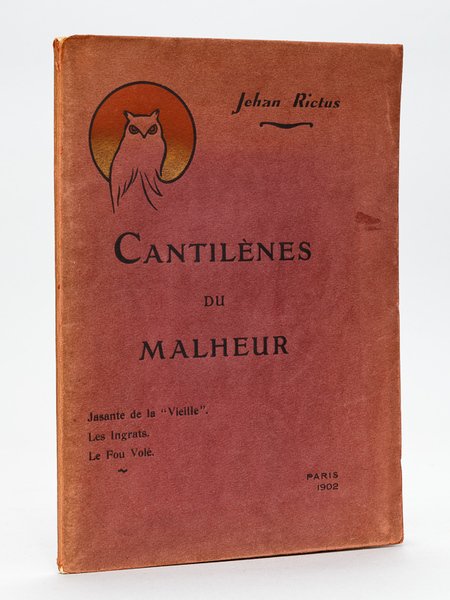 Jehan Rictus
CANTILÈNES
DU
MALHEUR
Jasante de la "Vieille".
Les Ingrats.
Le Fou Volé.
PARIS
1902